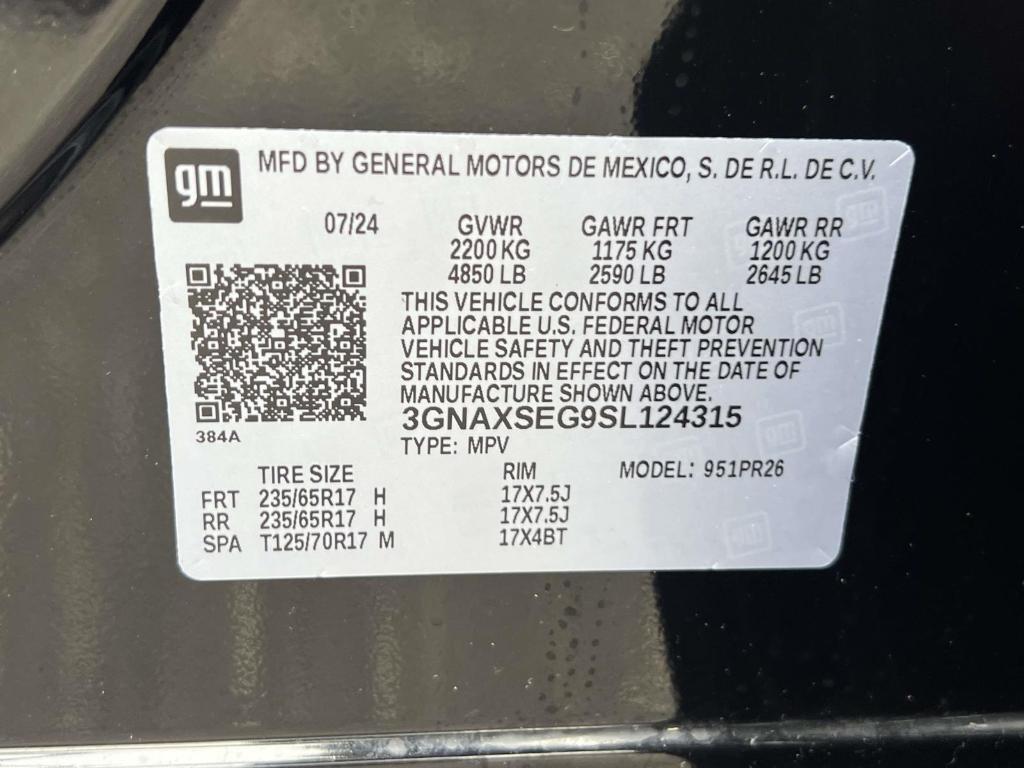 gm MFD BY GENERAL MOTORS DE MEXICO, S. DE R.L. DE C.V.
07/24 GVWR GAWR FRT GAWR RR
2200 KG 1175 KG 1200 KG
4850 LB 2590 LB 2645 LB
THIS VEHICLE CONFORMS TO ALL
APPLICABLE U.S. FEDERAL MOTOR
VEHICLE SAFETY AND THEFT PREVENTION
STANDARDS IN EFFECT ON THE DATE OF
MANUFACTURE SHOWN ABOVE.
3GNAXSEG9SL124315
384A
TYPE: MPV
TIRE SIZE RIM MODEL: 951PR26
FRT 235/65R17 H 17X7.5J
RR 235/65R17 H 17X7.5J
SPA T125/70R17 M 17X4BT